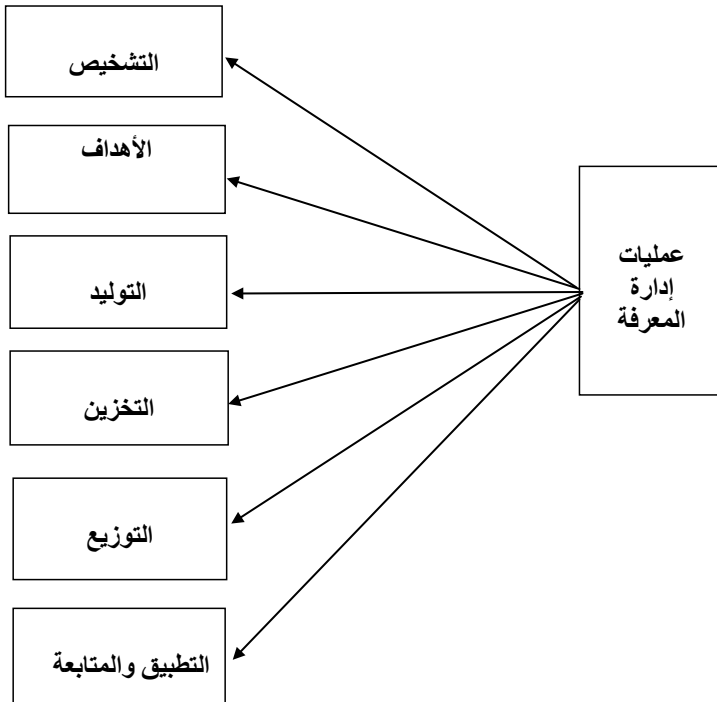 عمليات
إدارة
المعرفة
التشخيص
الأهداف
التوليد
التخزين
التوزيع
التطبيق والمتابعة